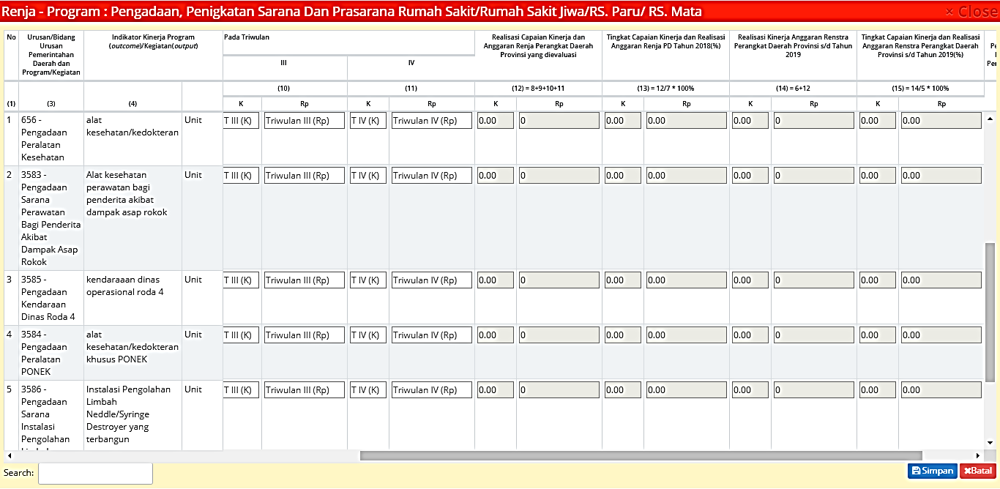 Renja - Program : Pengadaan, Penigkatan Sarana Dan Prasarana Rumah Sakit/Rumah Sakit Jiwa/RS. Paru/ RS. Mata
× Close
No
Urusan/Bidang
Urusan
Pemerintahan
Daerah dan
Program/Kegiatan
Indikator Kinerja Program
(outcome)/Kegiatan(output)
Pada Triwulan
III
IV
Realisasi Capaian Kinerja dan
Anggaran Renja Perangkat Daerah
Provinsi yang dievaluasi
Tingkat Capaian Kinerja dan Realisasi
Anggaran Renja PD Tahun 2018(%)
Realisasi Kinerja Anggaran Renstra
Perangkat Daerah Provinsi s/d Tahun
2019
Tingkat Capaian Kinerja dan Realisasi
Anggaran Renstra Perangkat Daerah
Provinsi s/d Tahun 2019(%)
(10) (11) (12) = 8+9+10+11 (13) = 12/7 * 100% (14) = 6+12 (15) = 14/5 * 100%
(1) (3) (4) K Rp K Rp K Rp K Rp K Rp K Rp
1
656 -
Pengadaan
Peralatan
Kesehatan
alat
kesehatan/kedokteran
Unit
T III (K) Triwulan III (Rp) T IV (K) Triwulan IV (Rp) 0.00 0 0.00 0.00 0.00 0 0.00 0.00
2
3583 -
Pengadaan
Sarana
Perawatan
Bagi Penderita
Akibat
Dampak Asap
Rokok
Alat kesehatan
perawatan bagi
penderita akibat
dampak asap rokok
Unit
T III (K) Triwulan III (Rp) T IV (K) Triwulan IV (Rp) 0.00 0 0.00 0.00 0.00 0 0.00 0.00
3
3585 -
Pengadaan
Kendaraan
Dinas Roda 4
kendaraaan dinas
operasional roda 4
Unit
T III (K) Triwulan III (Rp) T IV (K) Triwulan IV (Rp) 0.00 0 0.00 0.00 0.00 0 0.00 0.00
4
3584 -
Pengadaan
Peralatan
PONEK
alat
kesehatan/kedokteran
khusus PONEK
Unit
T III (K) Triwulan III (Rp) T IV (K) Triwulan IV (Rp) 0.00 0 0.00 0.00 0.00 0 0.00 0.00
5
3586 -
Pengadaan
Sarana
Instalasi
Pengolahan
Instalasi Pengolahan
Limbah
Neddle/Syringe
Destroyer yang
terbangun
Unit
T III (K) Triwulan III (Rp) T IV (K) Triwulan IV (Rp) 0.00 0 0.00 0.00 0.00 0 0.00 0.00
Search:
Simpan
Batal